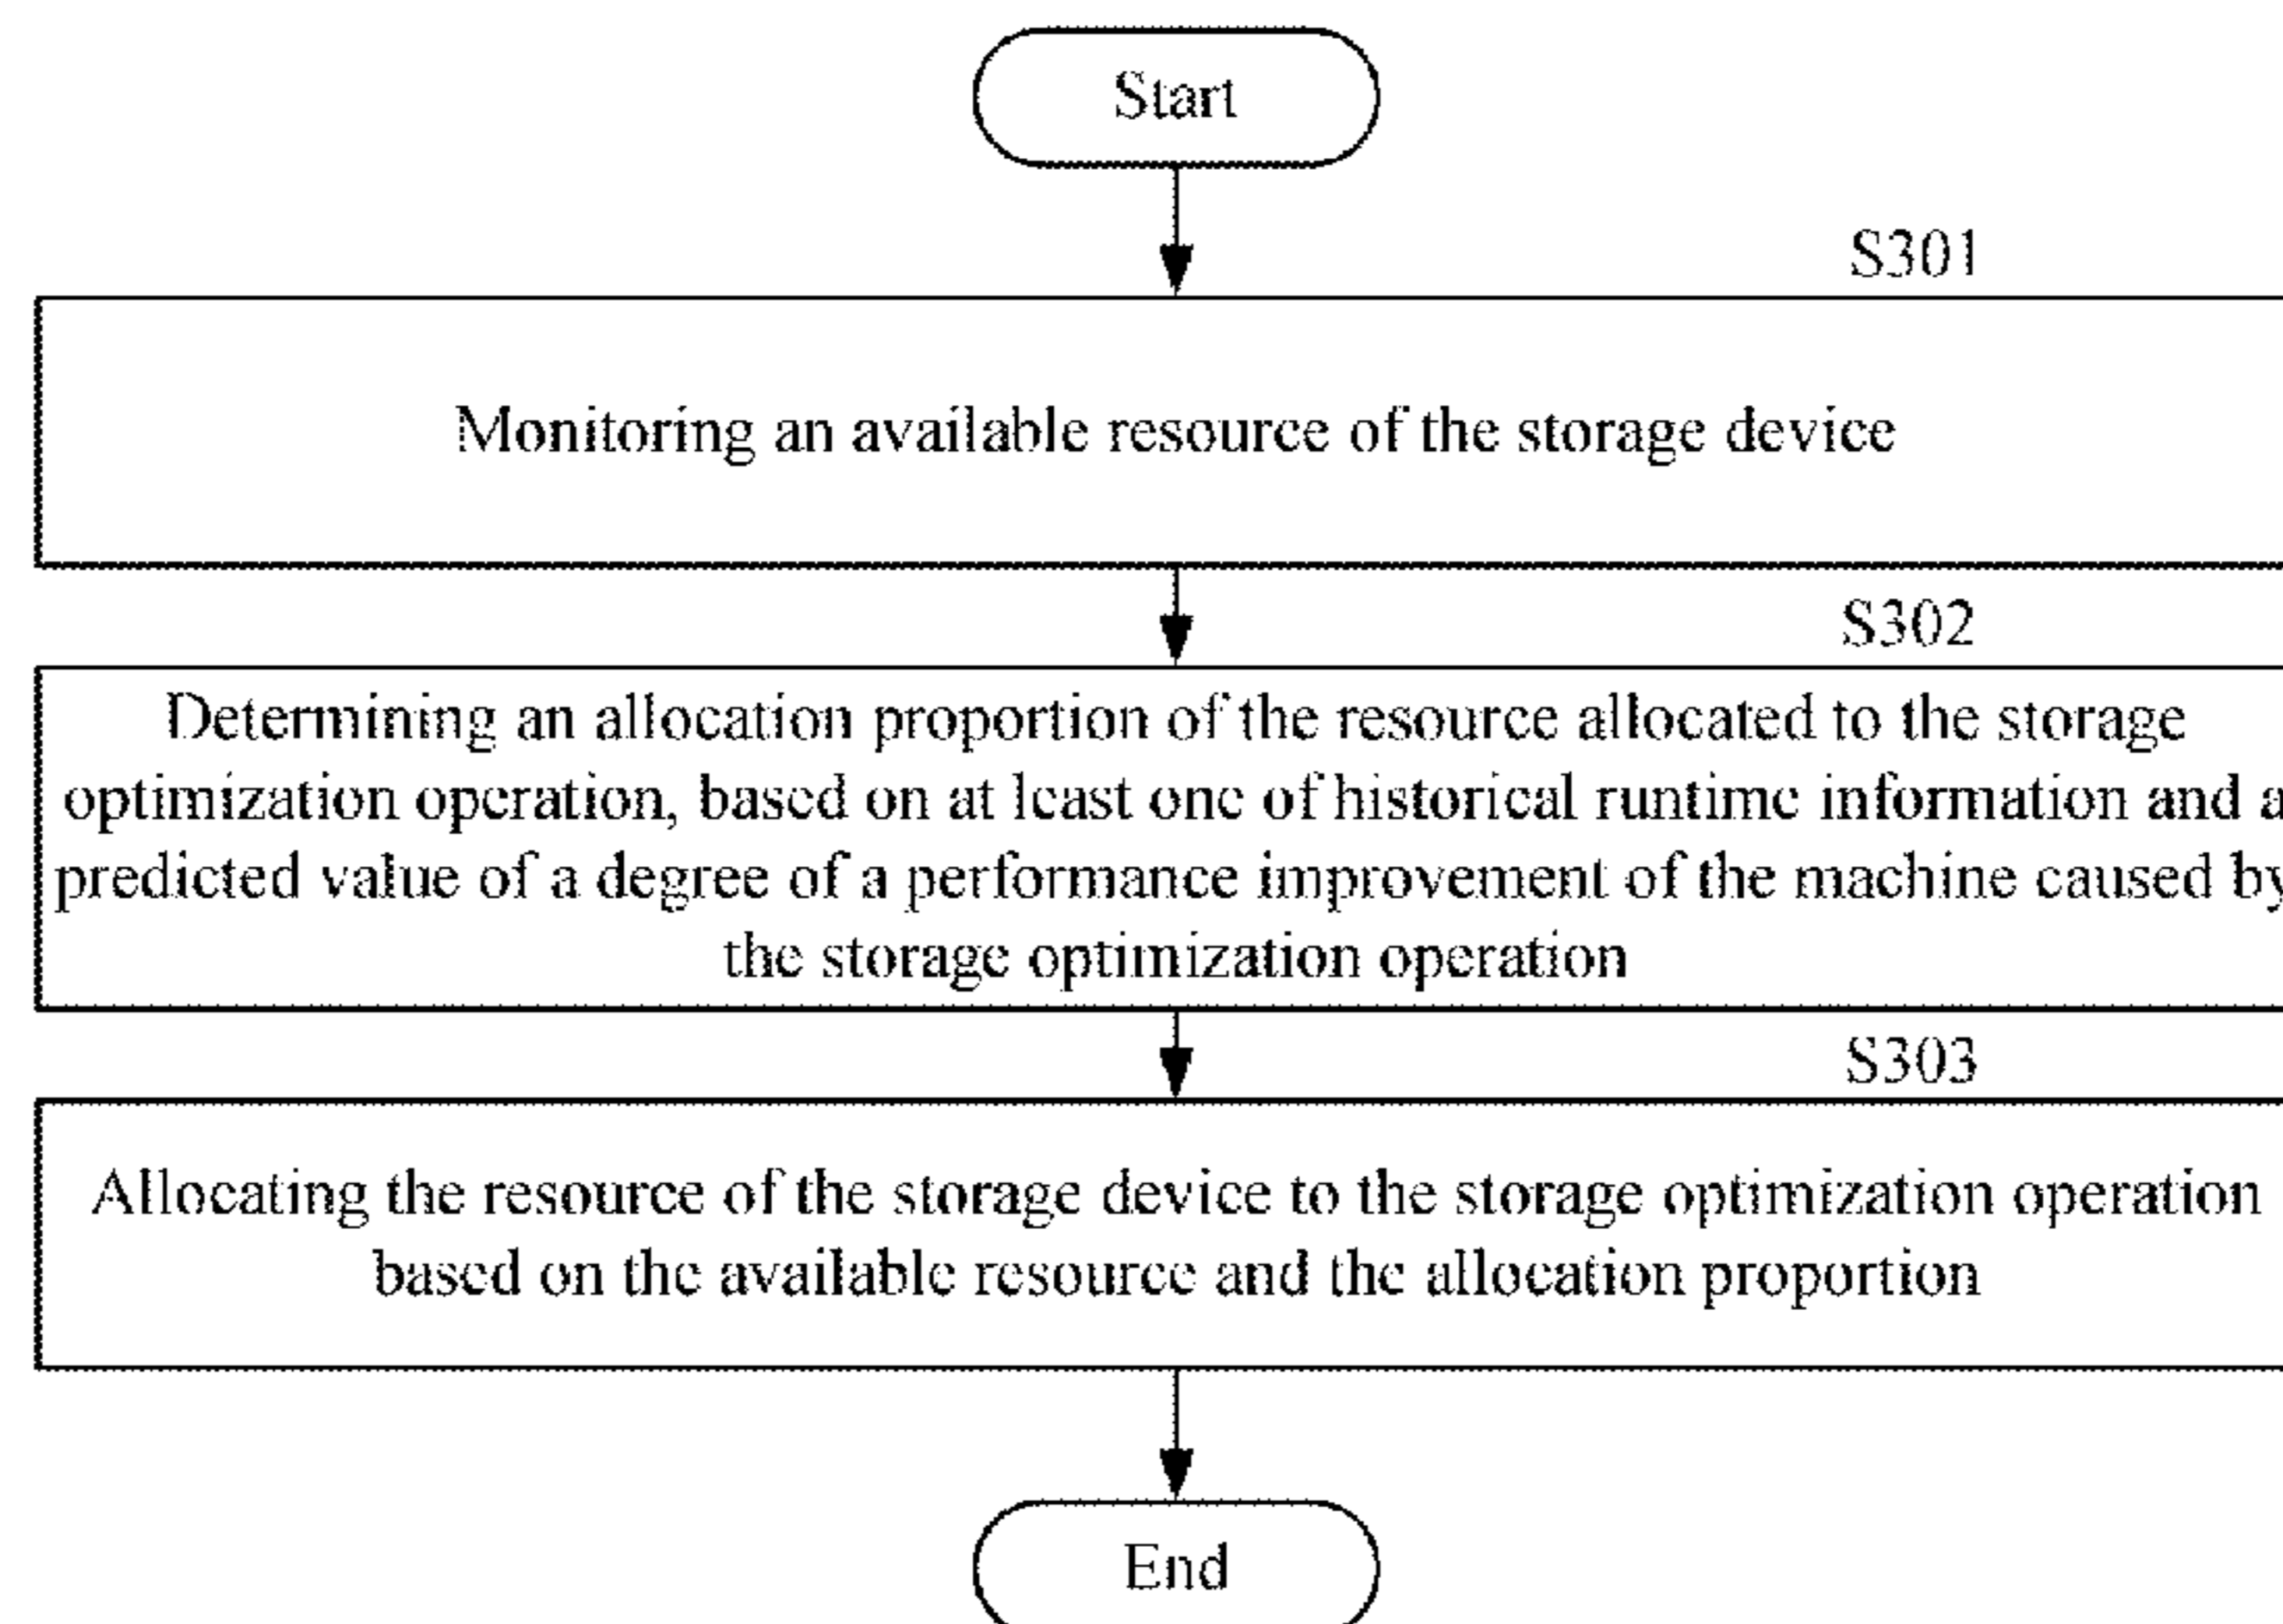 Start
S301
Monitoring an available resource of the storage device
S302
Determining an allocation proportion of the resource allocated to the storage
optimization operation, based on at least one of historical runtime information and a
predicted value of a degree of a performance improvement of the machine caused by
the storage optimization operation
S303
Allocating the resource of the storage device to the storage optimization operation
based on the available resource and the allocation proportion
End